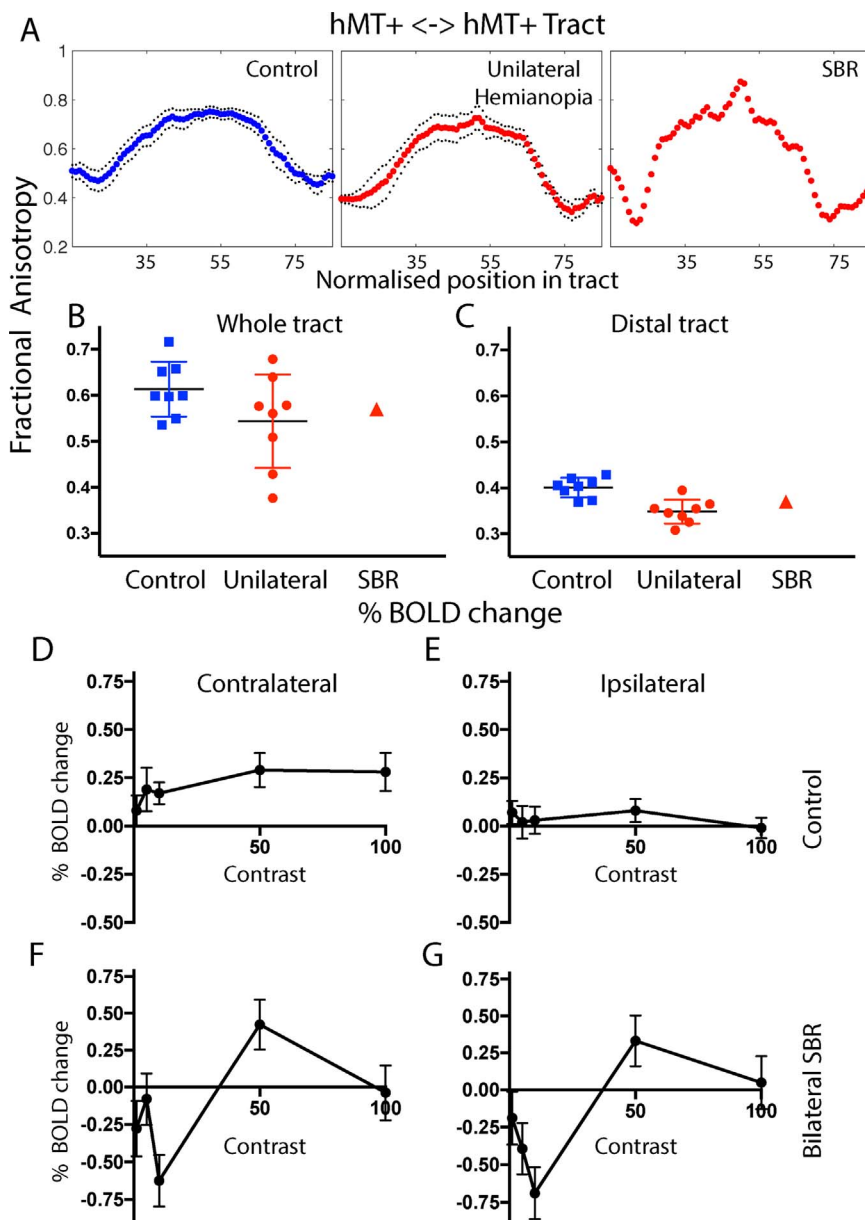 A
hMT+ <-> hMT+ Tract
Fractional Anisotropy
1
0.8
0.6
0.4
0.2
Control
Unilateral
Hemianopia
SBR
35 55 75
35 55 75
35 55 75
Normalised position in tract
B
Whole tract
0.7
0.6
0.5
0.4
0.3
Control Unilateral SBR
C
Distal tract
0.7
0.6
0.5
0.4
0.3
Control Unilateral SBR
% BOLD change
D
Contralateral
% BOLD change
0.75
0.50
0.25
0.00
-0.25
-0.50
50 100
Contrast
E
Ipsilateral
0.75
0.50
0.25
0.00
-0.25
-0.50
50 100
Contrast
Control
F
% BOLD change
0.75
0.50
0.25
0.00
-0.25
-0.50
-0.75
50 100
Contrast
G
0.75
0.50
0.25
0.00
-0.25
-0.50
-0.75
50 100
Contrast
Bilateral SBR